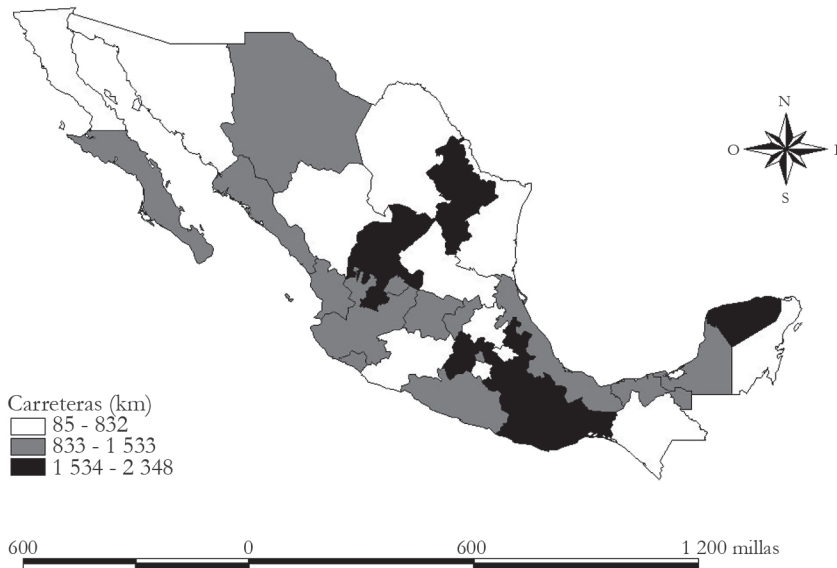 N
O
E
S
Carreteras (km)
85 - 832
833 - 1 533
1 534 - 2 348
600 0 600 1 200 millas